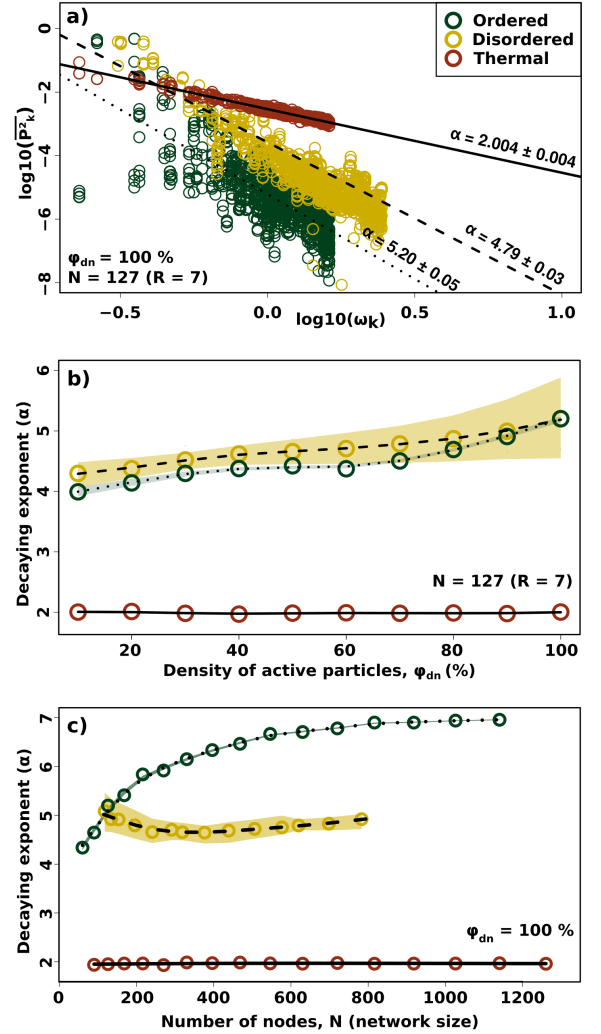 a)
Ordered
Disordered
Thermal
log10(P²ₖ)
0
−2
−4
−6
−8
α = 2.004 ± 0.004
α = 4.79 ± 0.03
α = 5.20 ± 0.05
φdn = 100 %
N = 127 (R = 7)
−0.5
0.0
0.5
1.0
log10(ωk)
b)
Decaying exponent (α)
6
5
4
3
2
N = 127 (R = 7)
20
40
60
80
100
Density of active particles, φdn (%)
c)
Decaying exponent (α)
7
6
5
4
3
2
φdn = 100 %
0
200
400
600
800
1000
1200
Number of nodes, N (network size)